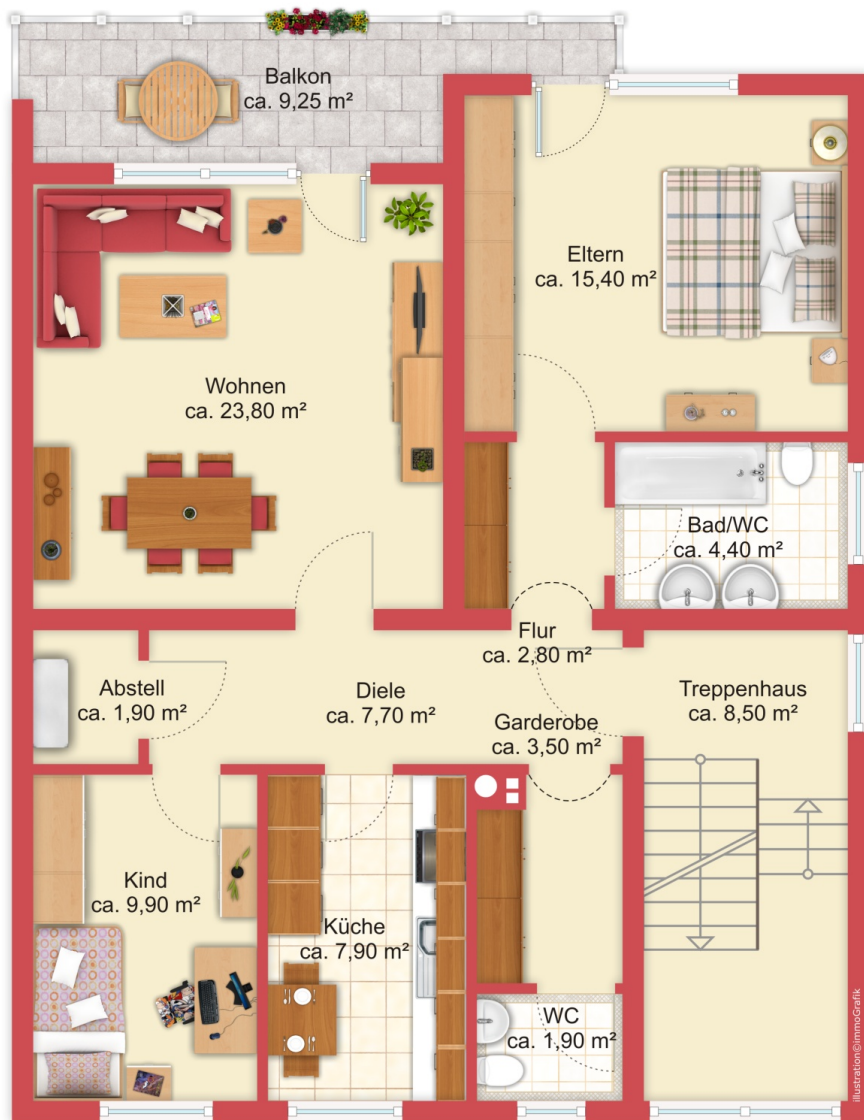 Balkon
ca. 9,25 m²
Eltern
ca. 15,40 m²
Wohnen
ca. 23,80 m²
Bad/WC
ca. 4,40 m²
Flur
ca. 2,80 m²
Abstell
ca. 1,90 m²
Diele
ca. 7,70 m²
Treppenhaus
ca. 8,50 m²
Garderobe
ca. 3,50 m²
Kind
ca. 9,90 m²
Küche
ca. 7,90 m²
WC
ca. 1,90 m²
illustration©immoGrafik